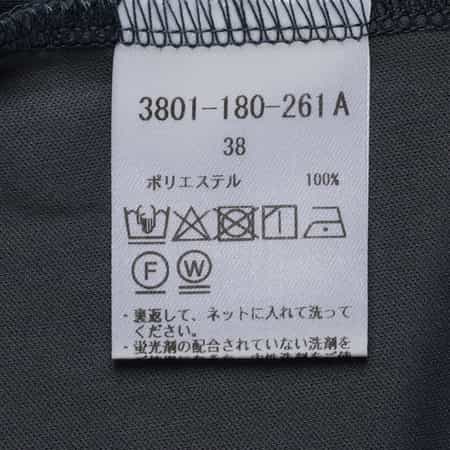 3801-180-261A
38
ポリエステル 100%
F W
・裏返して、ネットに入れて洗って
ください。
・蛍光剤の配合されていない洗剤を